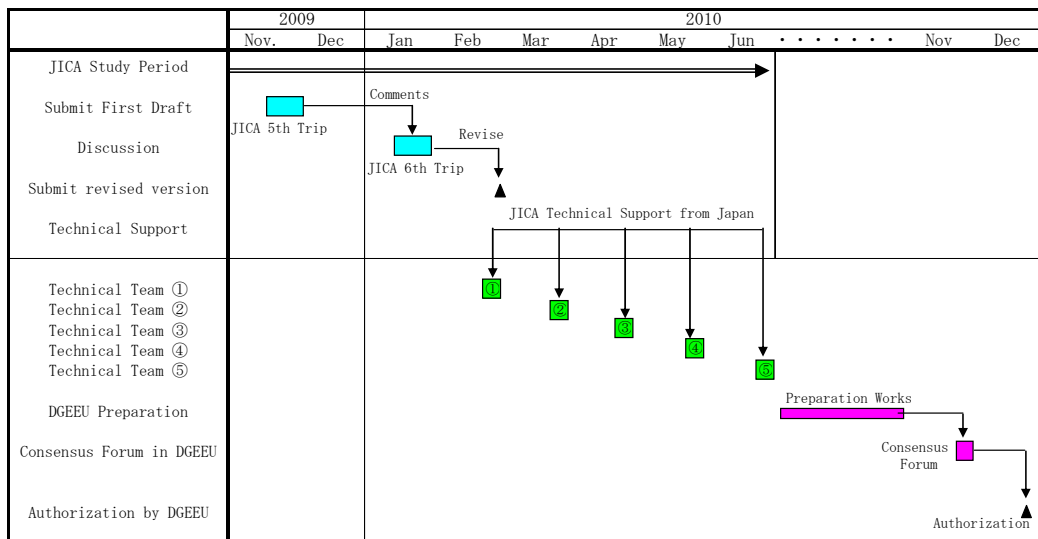 2009 2010
Nov. Dec Jan Feb Mar Apr May Jun ・・・・・・・ Nov Dec
JICA Study Period
Comments
Submit First Draft
JICA 5th Trip
Revise
Discussion
JICA 6th Trip
Submit revised version
JICA Technical Support from Japan
Technical Support
Technical Team ① ①
Technical Team ② ②
Technical Team ③ ③
Technical Team ④ ④
Technical Team ⑤ ⑤
Preparation Works
DGEEU Preparation
Consensus Forum in DGEEU
Consensus
Forum
Authorization by DGEEU
Authorization